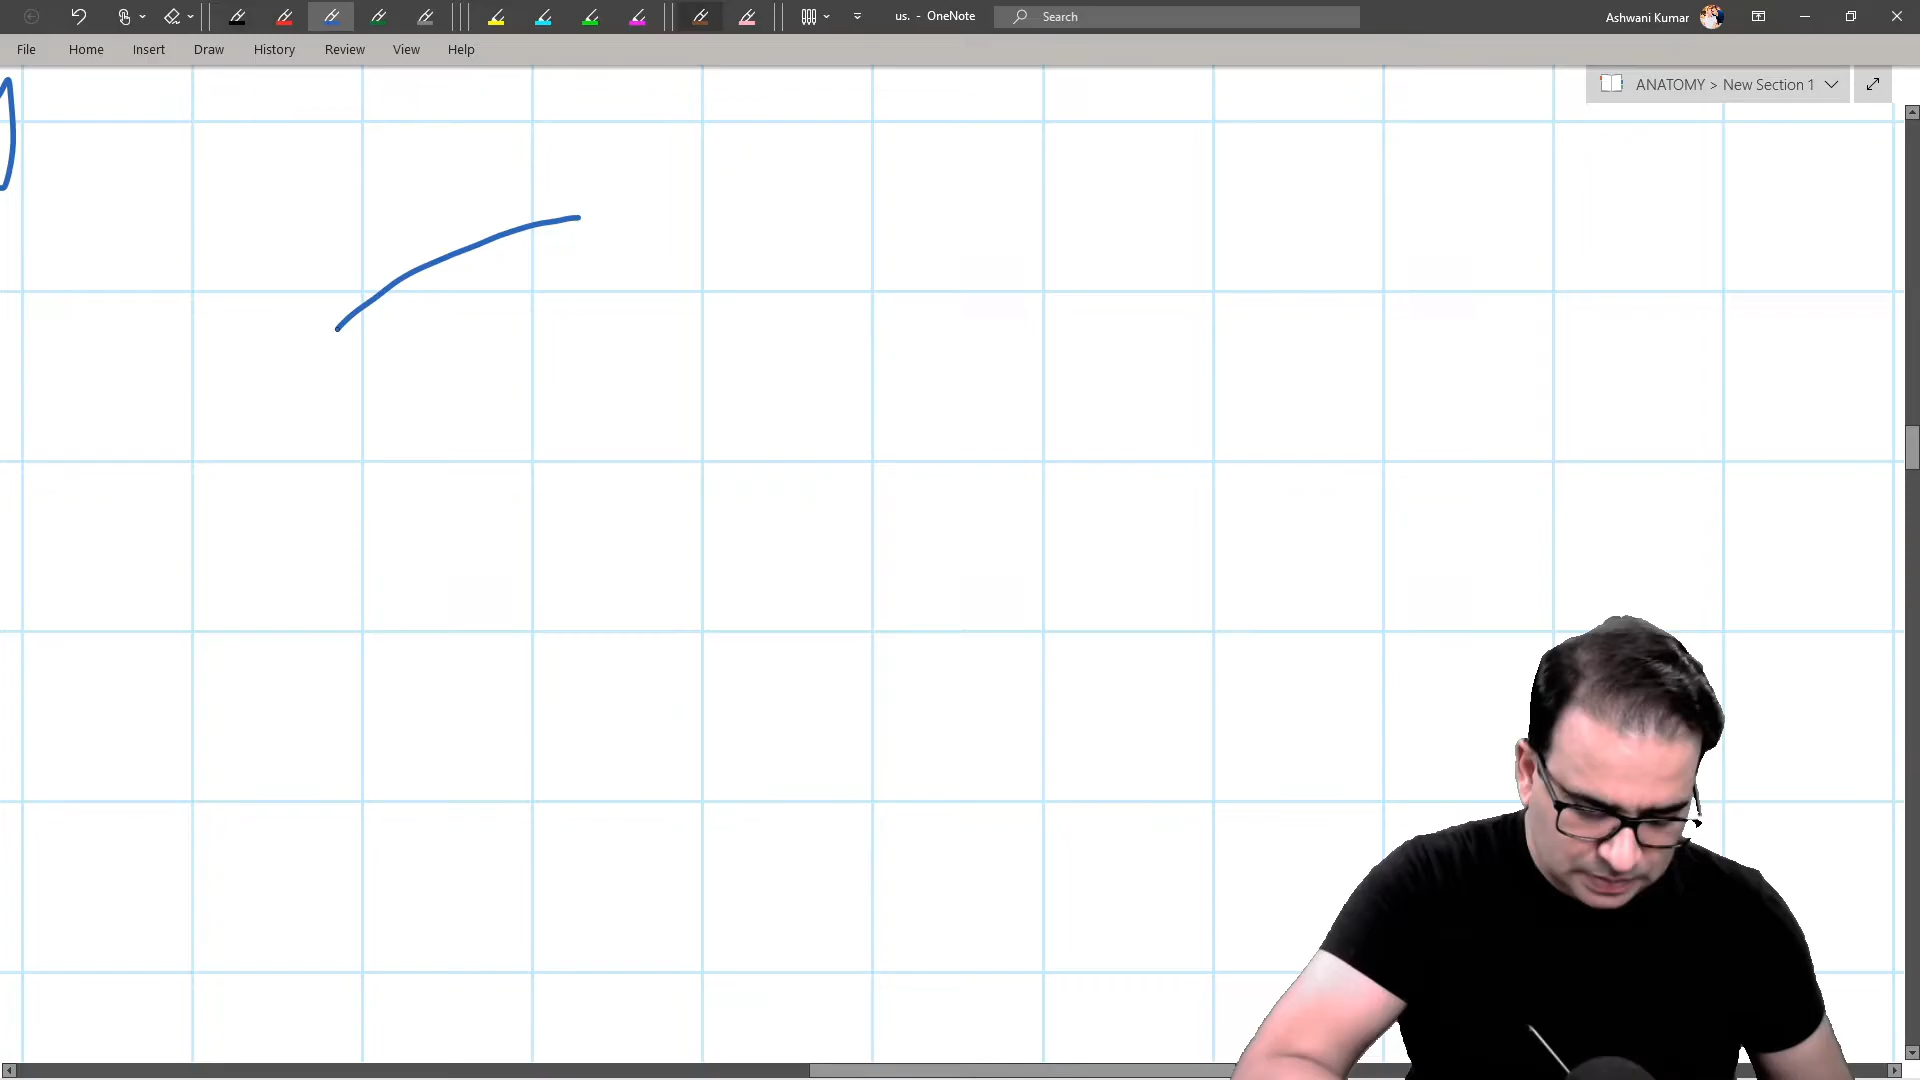 us. - OneNote
Search
Ashwani Kumar
File Home Insert Draw History Review View Help
ANATOMY > New Section 1